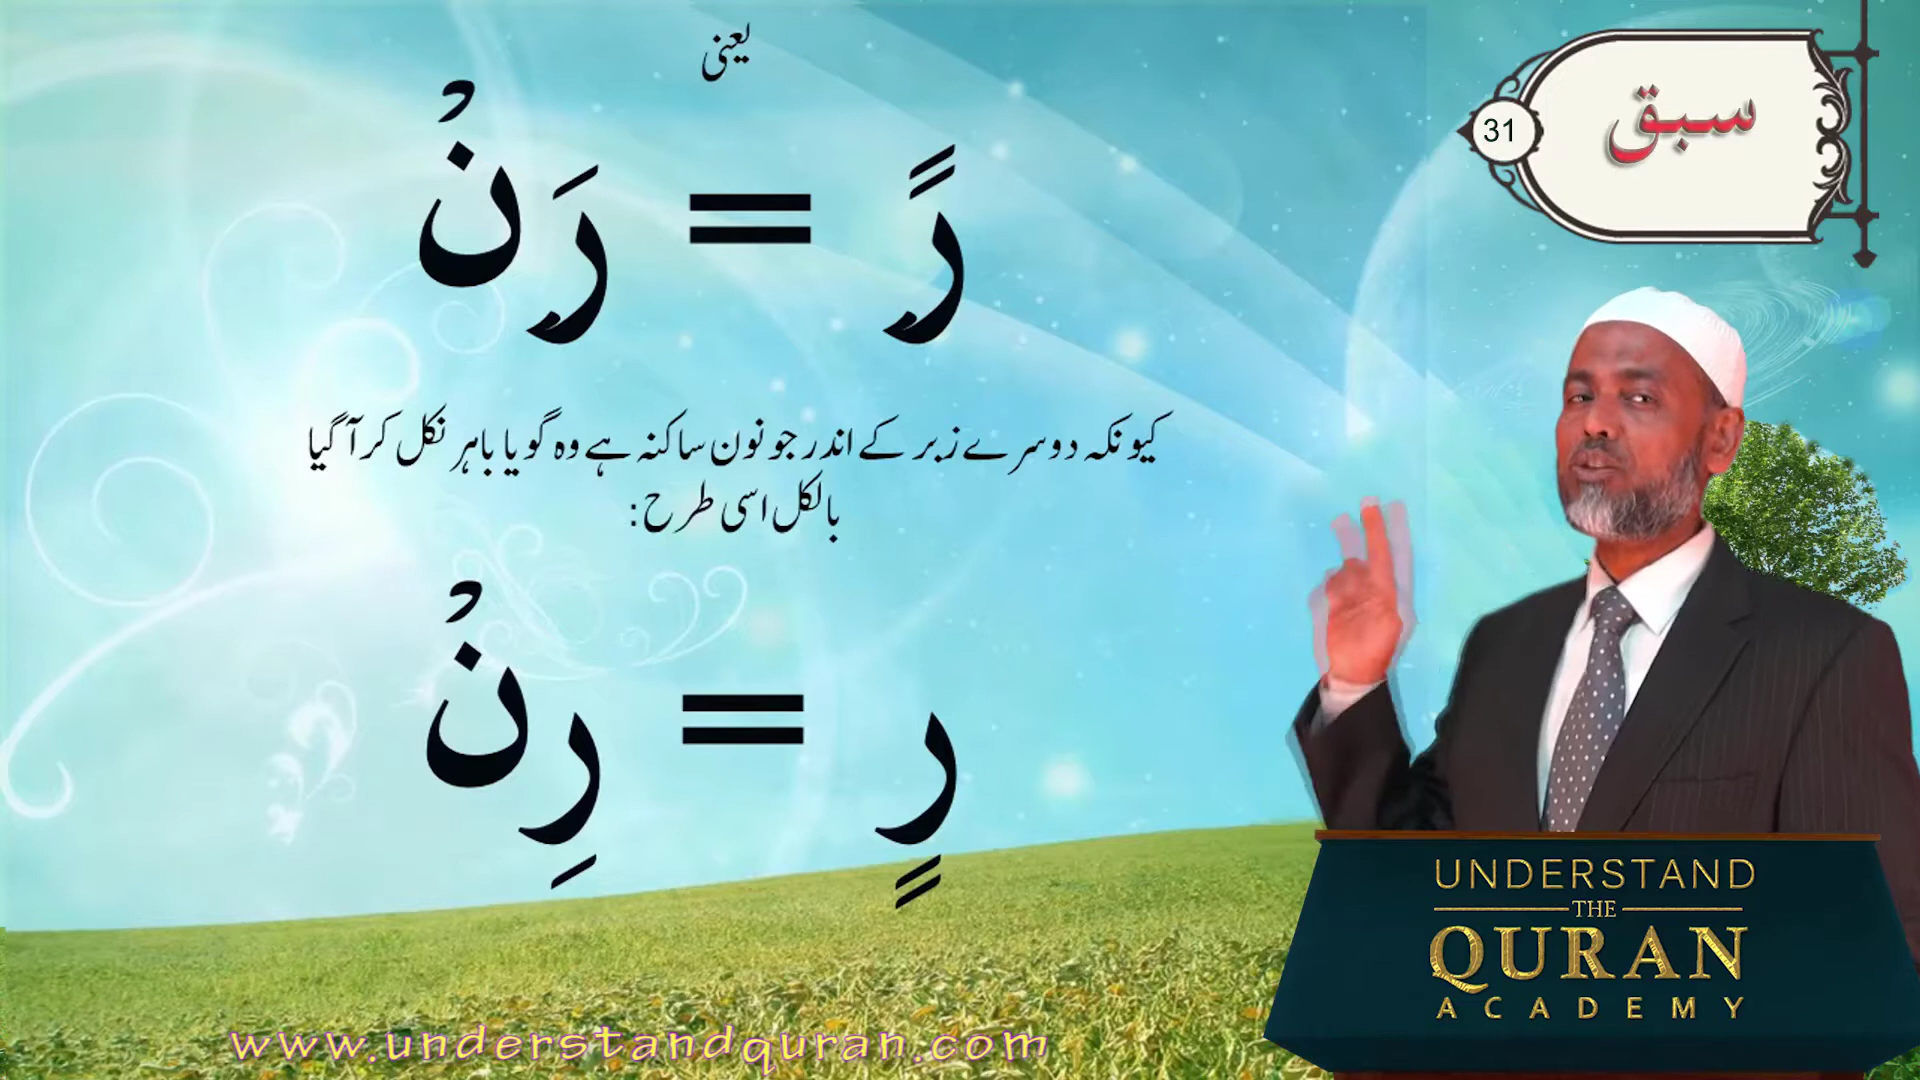 یعنی
رً = رَنْ
کیونکہ دوسرے زبر کے اندر جو نون ساکنہ ہے وہ گویا باہر نکل کر آ گیا
بالکل اسی طرح:
رٍ = رِنْ
سبق
31
UNDERSTAND
THE
QURAN
ACADEMY
www.understandquran.com